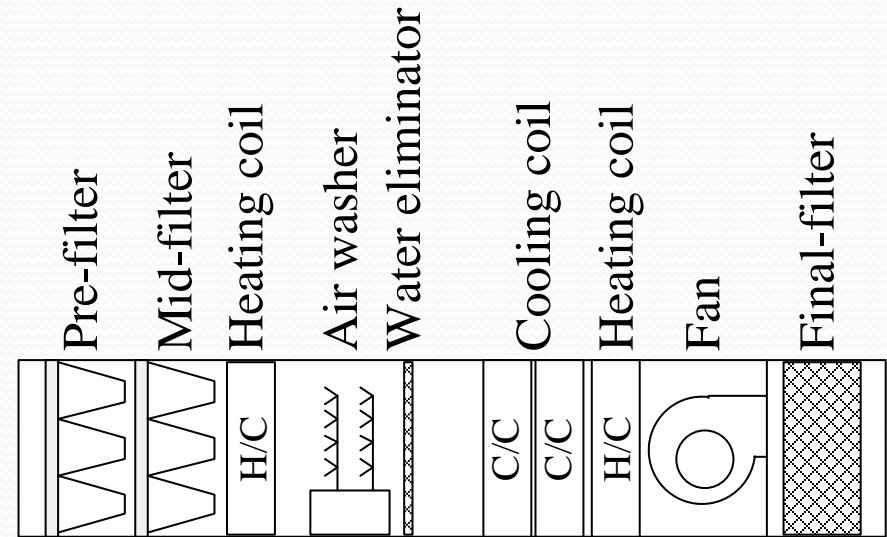 Pre-filter
Mid-filter
Heating coil
Air washer
Water eliminator
Cooling coil
Heating coil
Fan
Final-filter
H/C
C/C
C/C
H/C